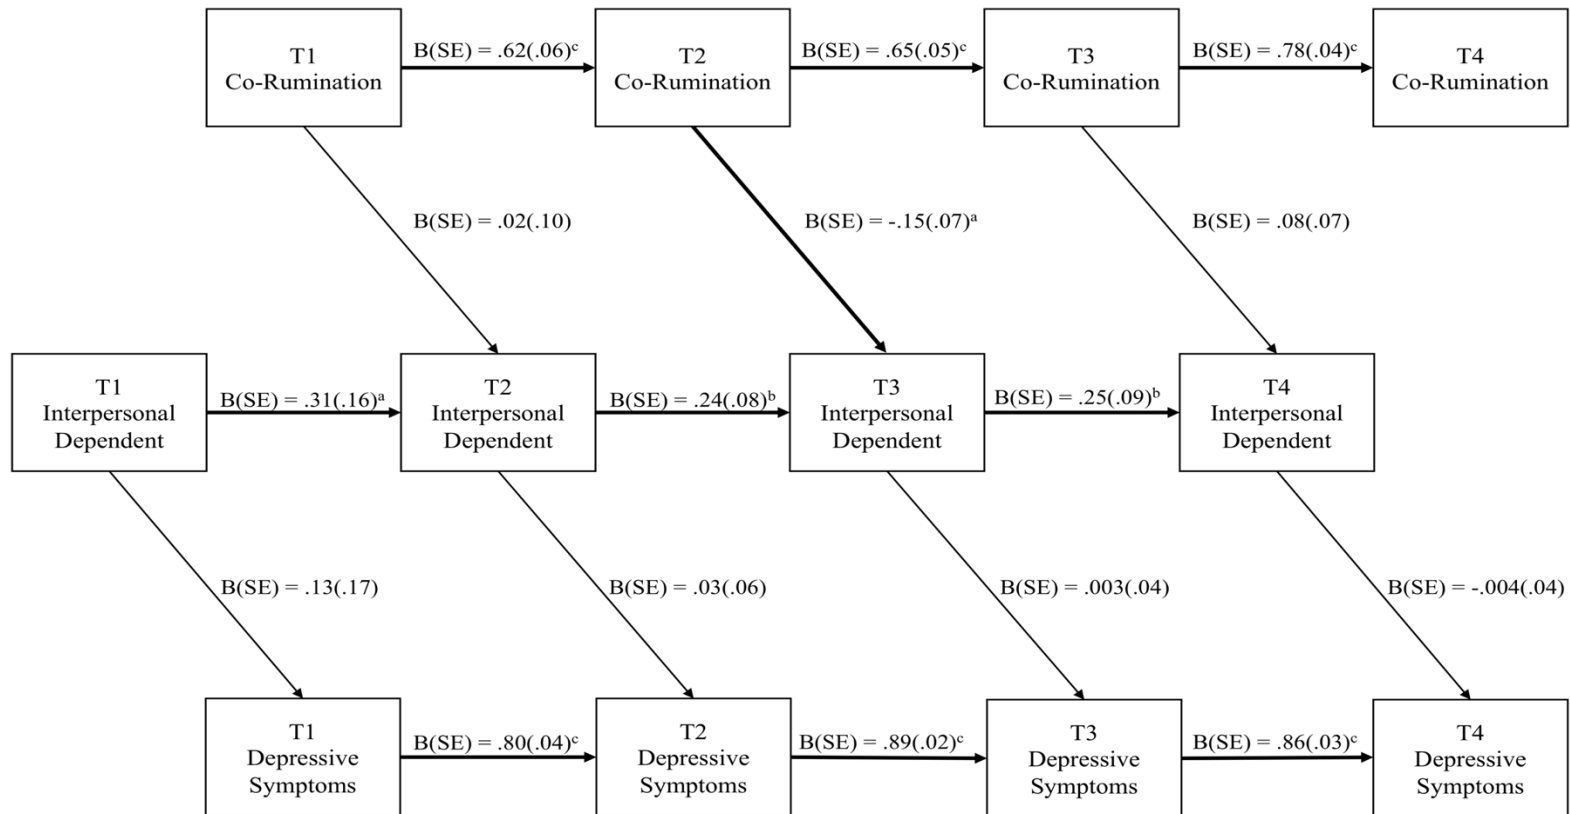 T1
Co-Rumination
B(SE) = .62(.06)ᶜ
T2
Co-Rumination
B(SE) = .65(.05)ᶜ
T3
Co-Rumination
B(SE) = .78(.04)ᶜ
T4
Co-Rumination
B(SE) = .02(.10)
B(SE) = -.15(.07)ᵃ
B(SE) = .08(.07)
T1
Interpersonal
Dependent
B(SE) = .31(.16)ᵃ
T2
Interpersonal
Dependent
B(SE) = .24(.08)ᵇ
T3
Interpersonal
Dependent
B(SE) = .25(.09)ᵇ
T4
Interpersonal
Dependent
B(SE) = .13(.17)
B(SE) = .03(.06)
B(SE) = .003(.04)
B(SE) = -.004(.04)
T1
Depressive
Symptoms
B(SE) = .80(.04)ᶜ
T2
Depressive
Symptoms
B(SE) = .89(.02)ᶜ
T3
Depressive
Symptoms
B(SE) = .86(.03)ᶜ
T4
Depressive
Symptoms